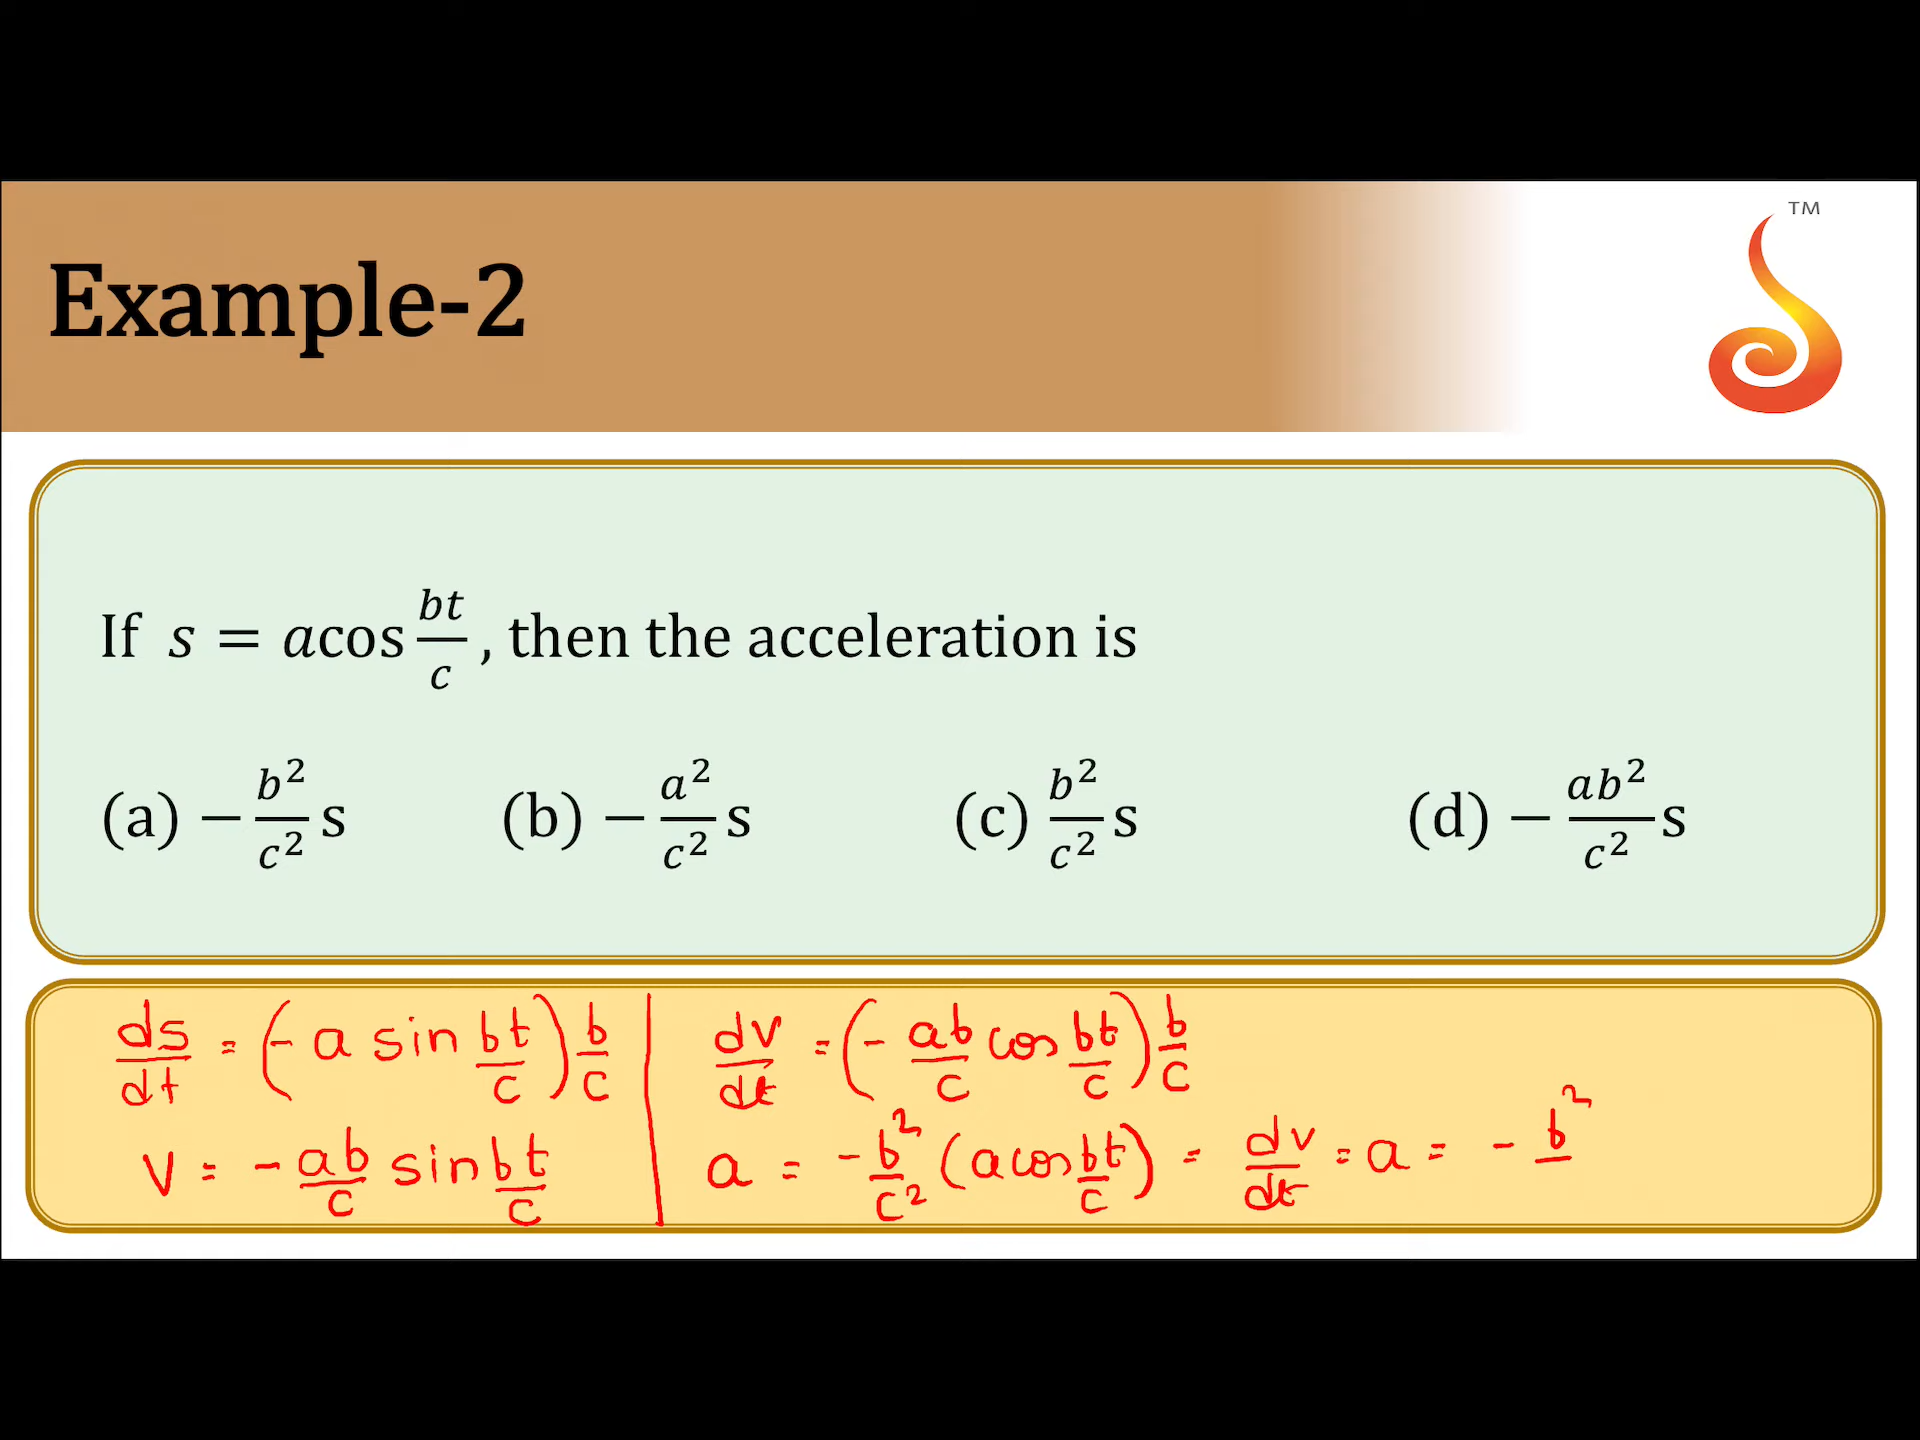 TM
Example-2
If s = acos bt/c, then the acceleration is
(a) − b²/c² s (b) − a²/c² s (c) b²/c² s (d) − ab²/c² s
ds/dt = (- a sin bt/c) b/c
V = - ab/c sin bt/c
dv/dt = (- ab/c cos bt/c) b/c
a = - b²/c² (a cos bt/c) = dv/dt = a = - b²